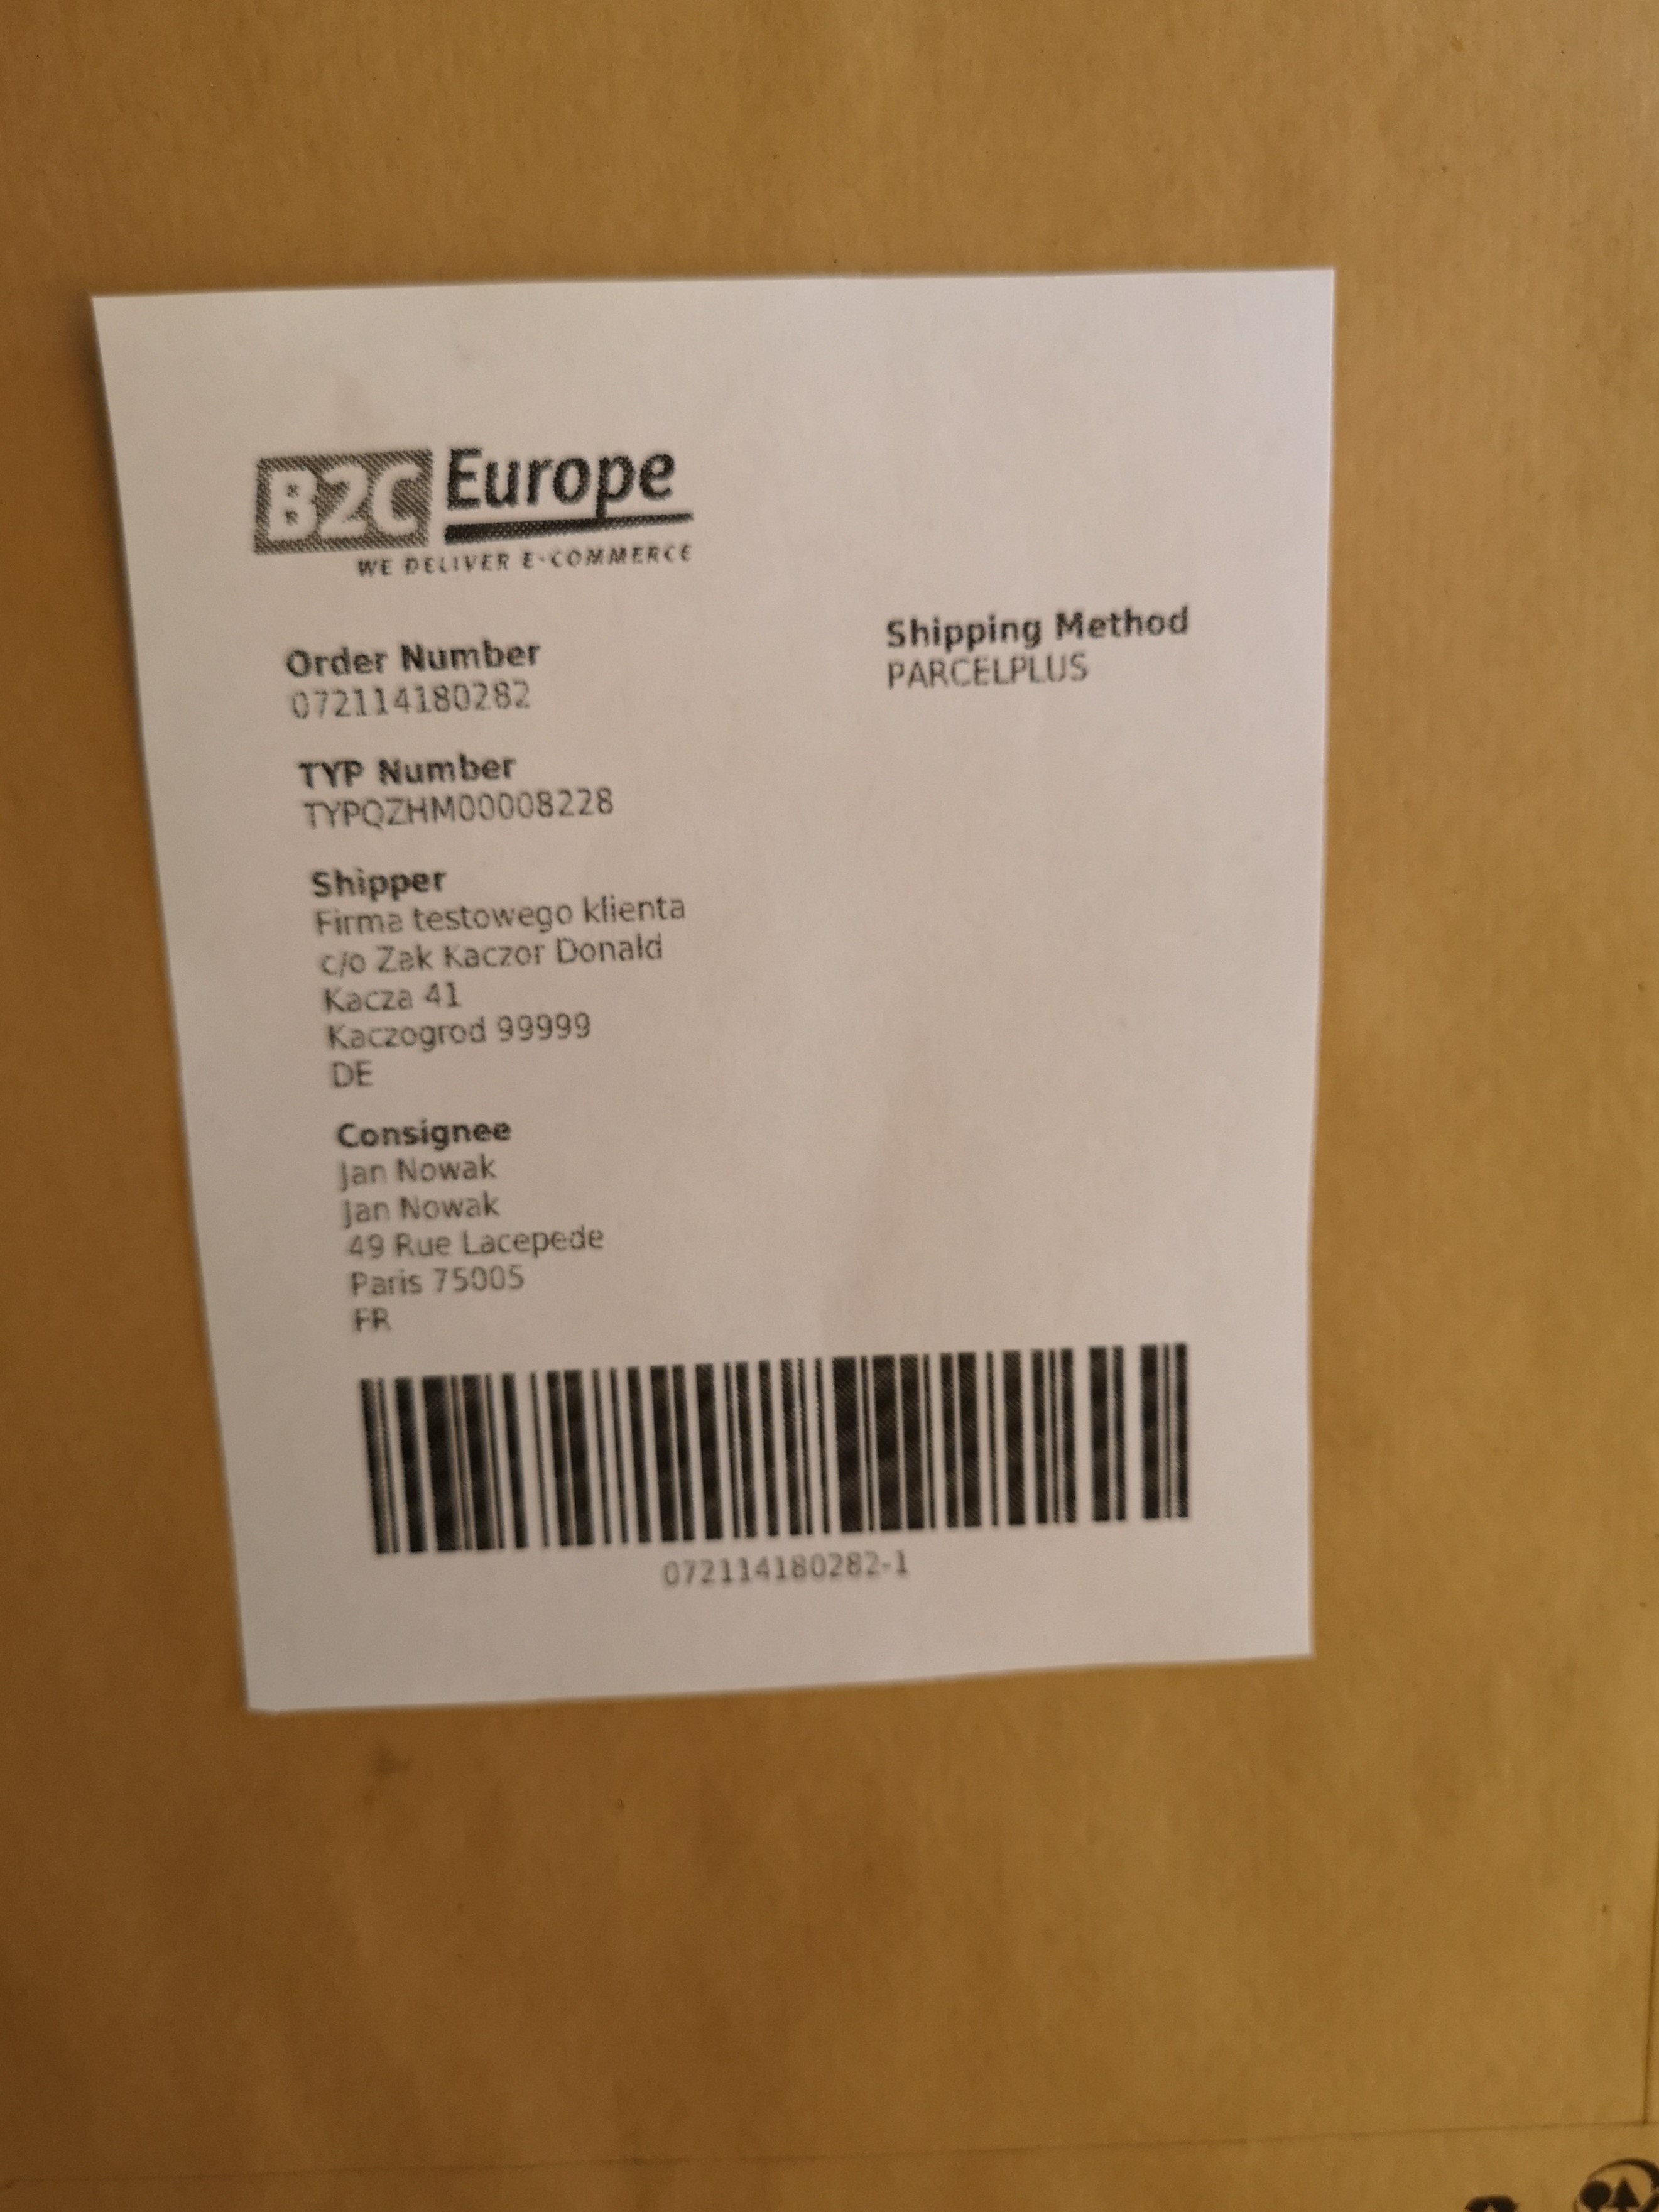 B2C Europe
WE DELIVER E-COMMERCE
Order Number
072114180282
Shipping Method
PARCELPLUS
TYP Number
TYPQZHM00008228
Shipper
Firma testowego klienta
c/o Zak Kaczor Donald
Kacza 41
Kaczogrod 99999
DE
Consignee
Jan Nowak
Jan Nowak
49 Rue Lacepede
Paris 75005
FR
072114180282-1